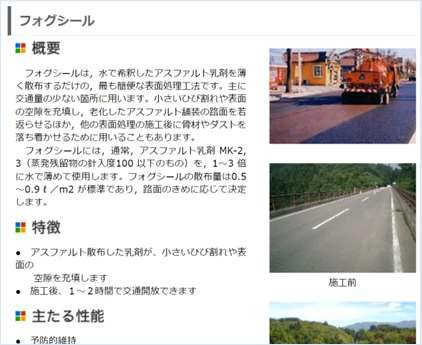 フォグシール
概要
フォグシールは，水で希釈したアスファルト乳剤を薄
く散布するだけの，最も簡便な表面処理工法です。主に
交通量の少ない箇所に用います。小さいひび割れや表面
の空隙を充填し，老化したアスファルト舗装の路面を若
返らせるほか，他の表面処理の施工後に骨材やダストを
落ち着かせるために用いることもあります。
フォグシールには，通常，アスファルト乳剤 MK-2,
3（蒸発残留物の針入度100 以下のもの）を，1～3 倍
に水で薄めて使用します。フォグシールの散布量は0.5
～0.9ℓ／m2 が標準であり，路面のきめに応じて決定
します。
特徴
● アスファルト散布した乳剤が、小さいひび割れや表
面の
空隙を充填します
● 施工後、１～２時間で交通開放できます
施工前
主たる性能
● 予防的維持